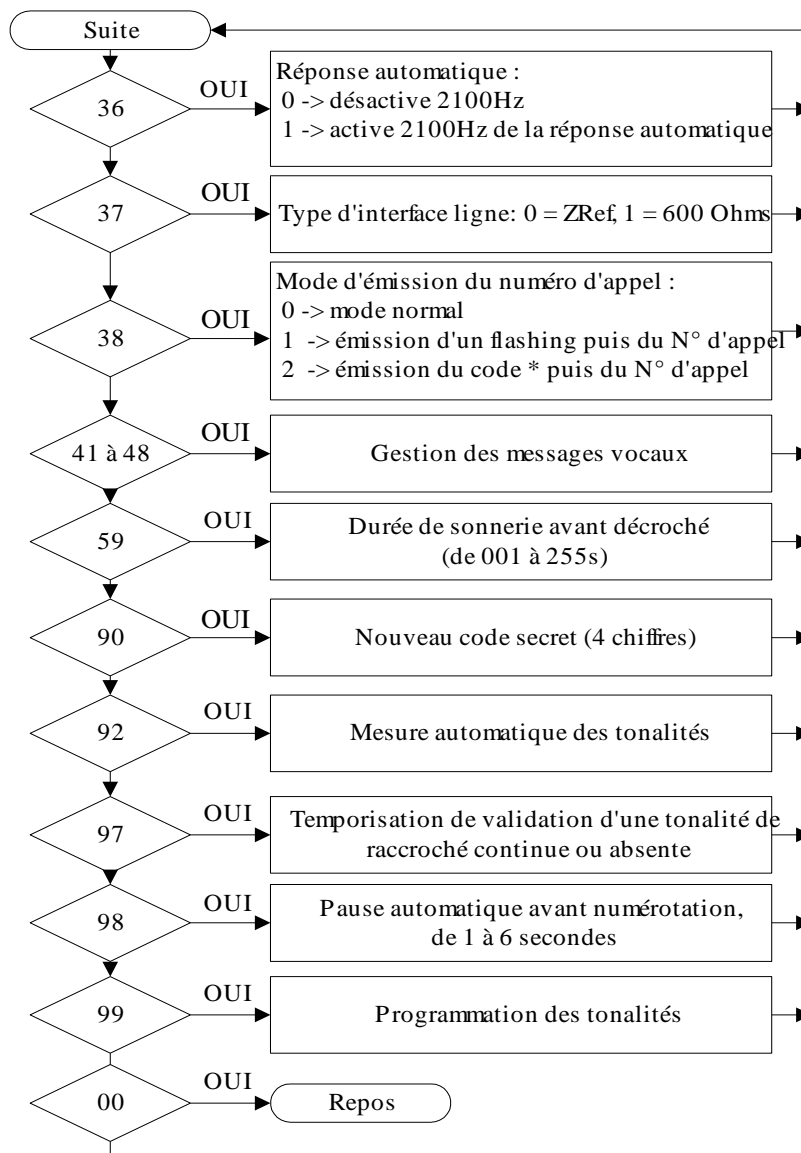 Suite
36
OUI
Réponse automatique :
0 -> désactive 2100Hz
1 -> active 2100Hz de la réponse automatique
37
OUI
Type d'interface ligne: 0 = ZRef, 1 = 600 Ohms
38
OUI
Mode d'émission du numéro d'appel :
0 -> mode normal
1 -> émission d'un flashing puis du N° d'appel
2 -> émission du code * puis du N° d'appel
41 à 48
OUI
Gestion des messages vocaux
59
OUI
Durée de sonnerie avant décroché
(de 001 à 255s)
90
OUI
Nouveau code secret (4 chiffres)
92
OUI
Mesure automatique des tonalités
97
OUI
Temporisation de validation d'une tonalité de
raccroché continue ou absente
98
OUI
Pause automatique avant numérotation,
de 1 à 6 secondes
99
OUI
Programmation des tonalités
00
OUI
Repos